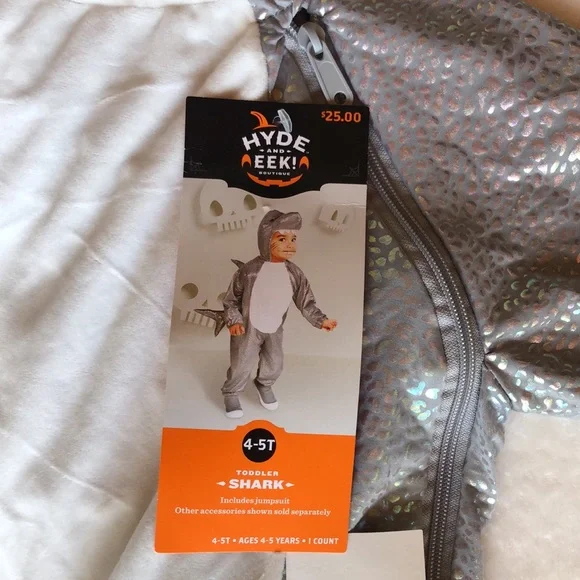 $25.00
HYDE
AND
EEK!
BOUTIQUE
4-5T
TODDLER
SHARK
Includes jumpsuit
Other accessories shown sold separately
4-5T • AGES 4-5 YEARS • 1 COUNT